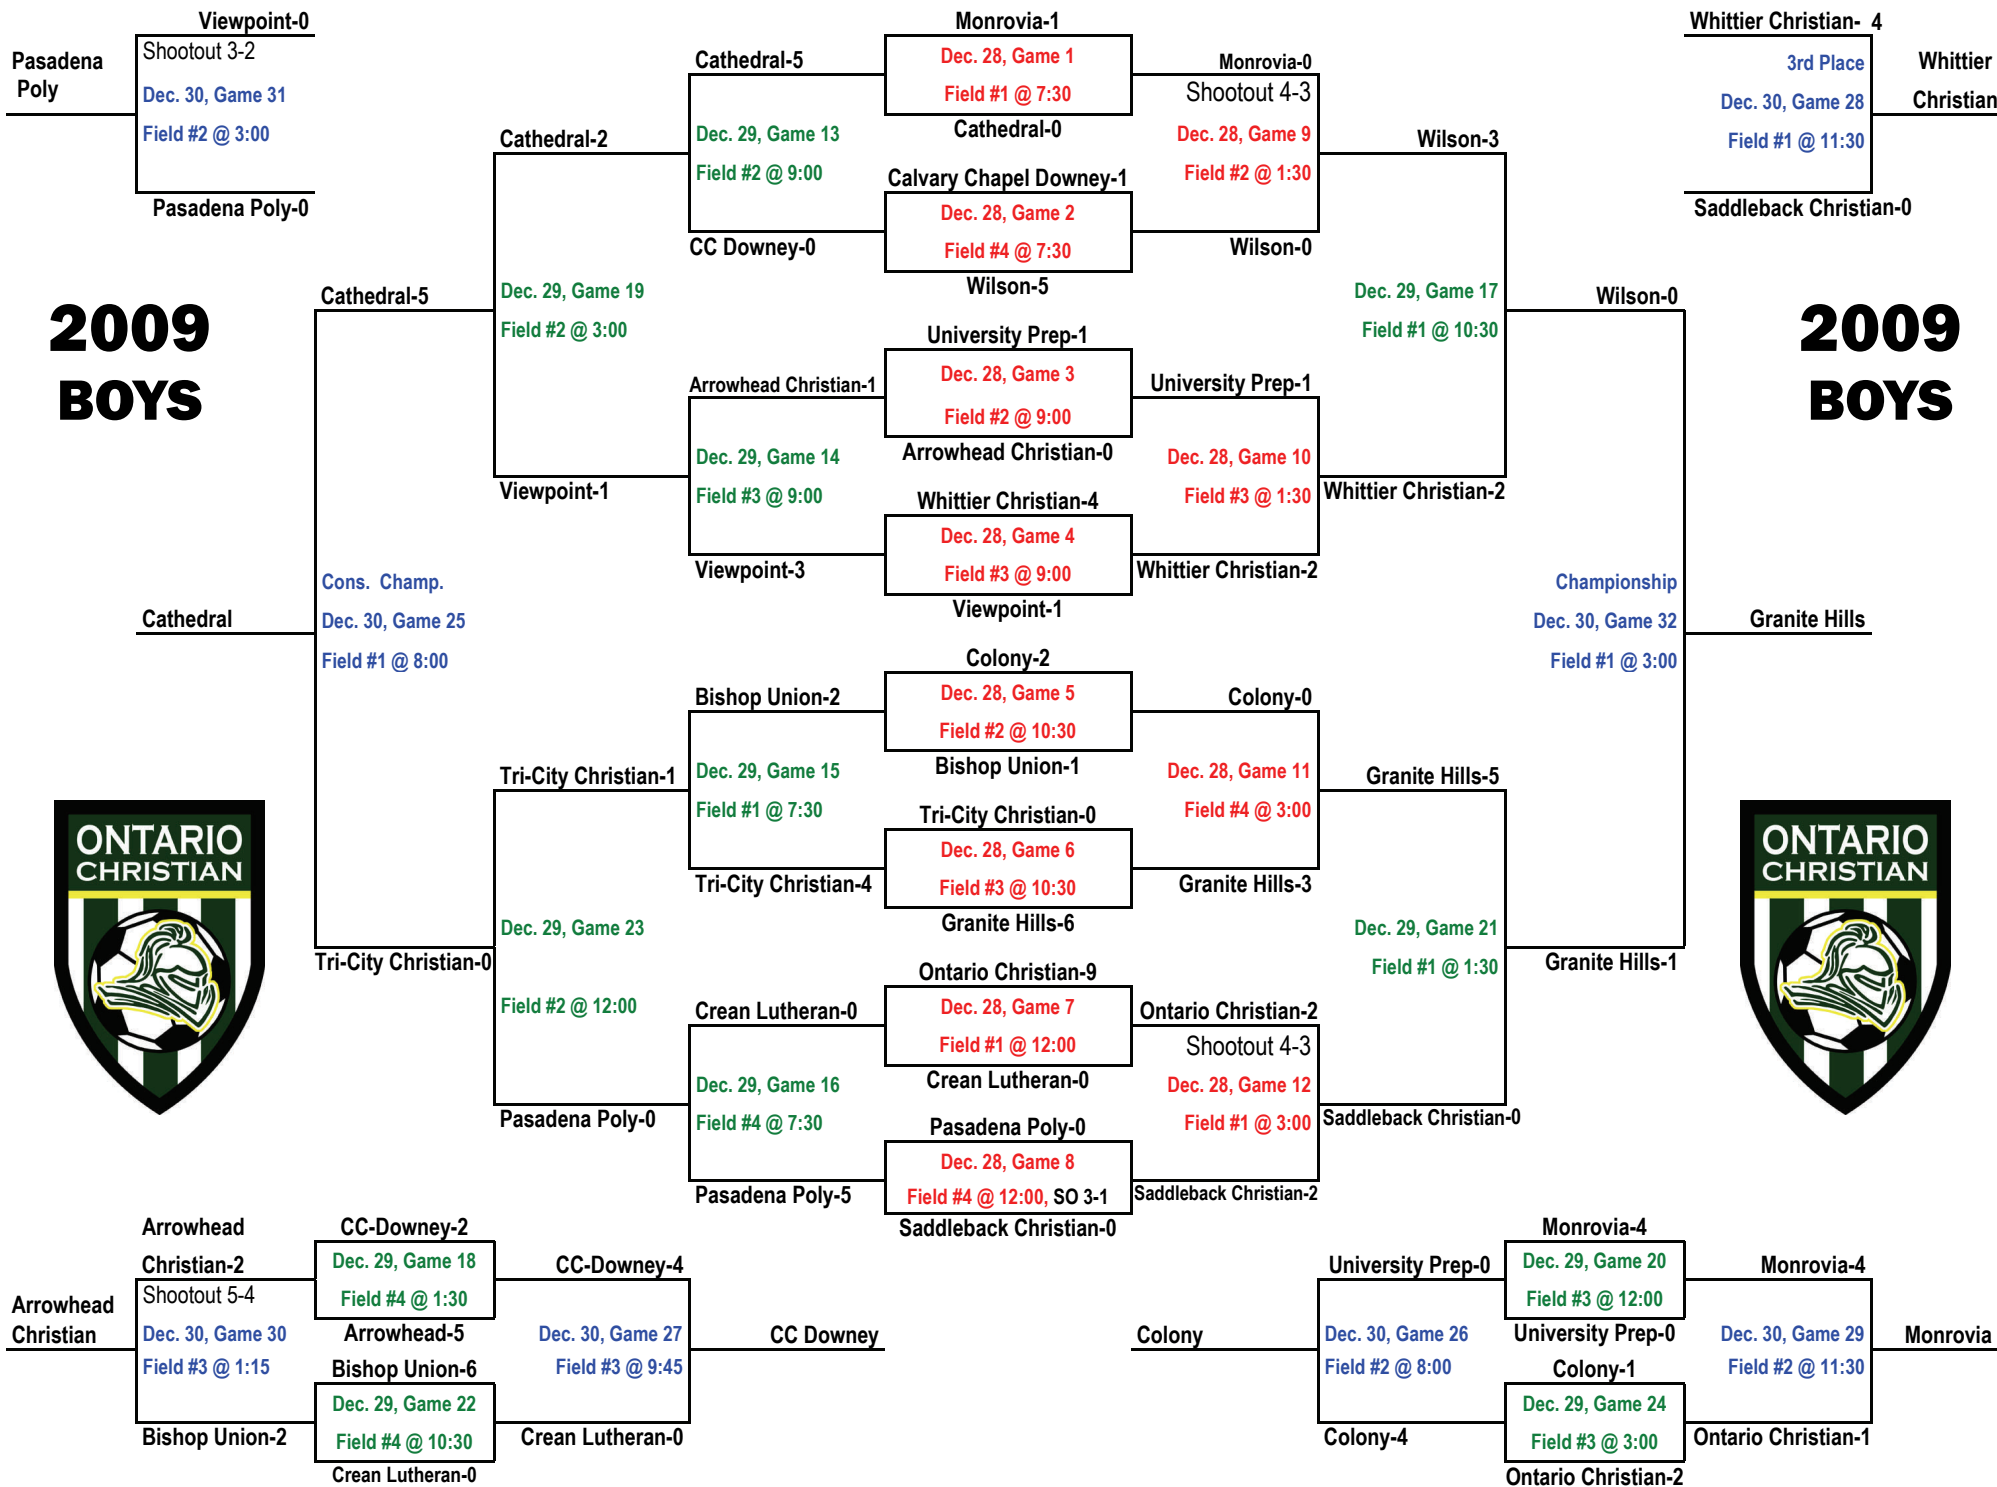 Viewpoint-0
Shootout 3-2
Pasadena
Poly
Dec. 30, Game 31
Field #2 @ 3:00
Pasadena Poly-0
2009
BOYS
Cathedral-5
Cons. Champ.
Dec. 30, Game 25
Field #1 @ 8:00
Cathedral
Tri-City Christian-0
ONTARIO
CHRISTIAN
Cathedral-2
Dec. 29, Game 19
Field #2 @ 3:00
Viewpoint-1
Tri-City Christian-1
Dec. 29, Game 23
Field #2 @ 12:00
Pasadena Poly-0
Cathedral-5
Dec. 29, Game 13
Field #2 @ 9:00
CC Downey-0
Arrowhead Christian-1
Dec. 29, Game 14
Field #3 @ 9:00
Viewpoint-3
Bishop Union-2
Dec. 29, Game 15
Field #1 @ 7:30
Tri-City Christian-4
Crean Lutheran-0
Dec. 29, Game 16
Field #4 @ 7:30
Pasadena Poly-5
Monrovia-1
Dec. 28, Game 1
Field #1 @ 7:30
Cathedral-0
Calvary Chapel Downey-1
Dec. 28, Game 2
Field #4 @ 7:30
Wilson-5
University Prep-1
Dec. 28, Game 3
Field #2 @ 9:00
Arrowhead Christian-0
Whittier Christian-4
Dec. 28, Game 4
Field #3 @ 9:00
Viewpoint-1
Colony-2
Dec. 28, Game 5
Field #2 @ 10:30
Bishop Union-1
Tri-City Christian-0
Dec. 28, Game 6
Field #3 @ 10:30
Granite Hills-6
Ontario Christian-9
Dec. 28, Game 7
Field #1 @ 12:00
Crean Lutheran-0
Pasadena Poly-0
Dec. 28, Game 8
Field #4 @ 12:00, SO 3-1
Saddleback Christian-0
Monrovia-0
Shootout 4-3
Dec. 28, Game 9
Field #2 @ 1:30
Wilson-0
University Prep-1
Dec. 28, Game 10
Field #3 @ 1:30
Whittier Christian-2
Colony-0
Dec. 28, Game 11
Field #4 @ 3:00
Granite Hills-3
Ontario Christian-2
Shootout 4-3
Dec. 28, Game 12
Field #1 @ 3:00
Saddleback Christian-2
Wilson-3
Dec. 29, Game 17
Field #1 @ 10:30
Whittier Christian-2
Granite Hills-5
Dec. 29, Game 21
Field #1 @ 1:30
Saddleback Christian-0
Wilson-0
Championship
Dec. 30, Game 32
Field #1 @ 3:00
Granite Hills
Granite Hills-1
Whittier Christian- 4
3rd Place
Dec. 30, Game 28
Field #1 @ 11:30
Whittier
Christian
Saddleback Christian-0
2009
BOYS
ONTARIO
CHRISTIAN
Arrowhead
Christian-2
Shootout 5-4
Arrowhead
Christian
Dec. 30, Game 30
Field #3 @ 1:15
Bishop Union-2
CC-Downey-2
Dec. 29, Game 18
Field #4 @ 1:30
Arrowhead-5
Bishop Union-6
Dec. 29, Game 22
Field #4 @ 10:30
Crean Lutheran-0
CC-Downey-4
Dec. 30, Game 27
Field #3 @ 9:45
Crean Lutheran-0
CC Downey
Colony
University Prep-0
Dec. 30, Game 26
Field #2 @ 8:00
Colony-4
Monrovia-4
Dec. 29, Game 20
Field #3 @ 12:00
University Prep-0
Colony-1
Dec. 29, Game 24
Field #3 @ 3:00
Ontario Christian-2
Monrovia-4
Dec. 30, Game 29
Field #2 @ 11:30
Ontario Christian-1
Monrovia